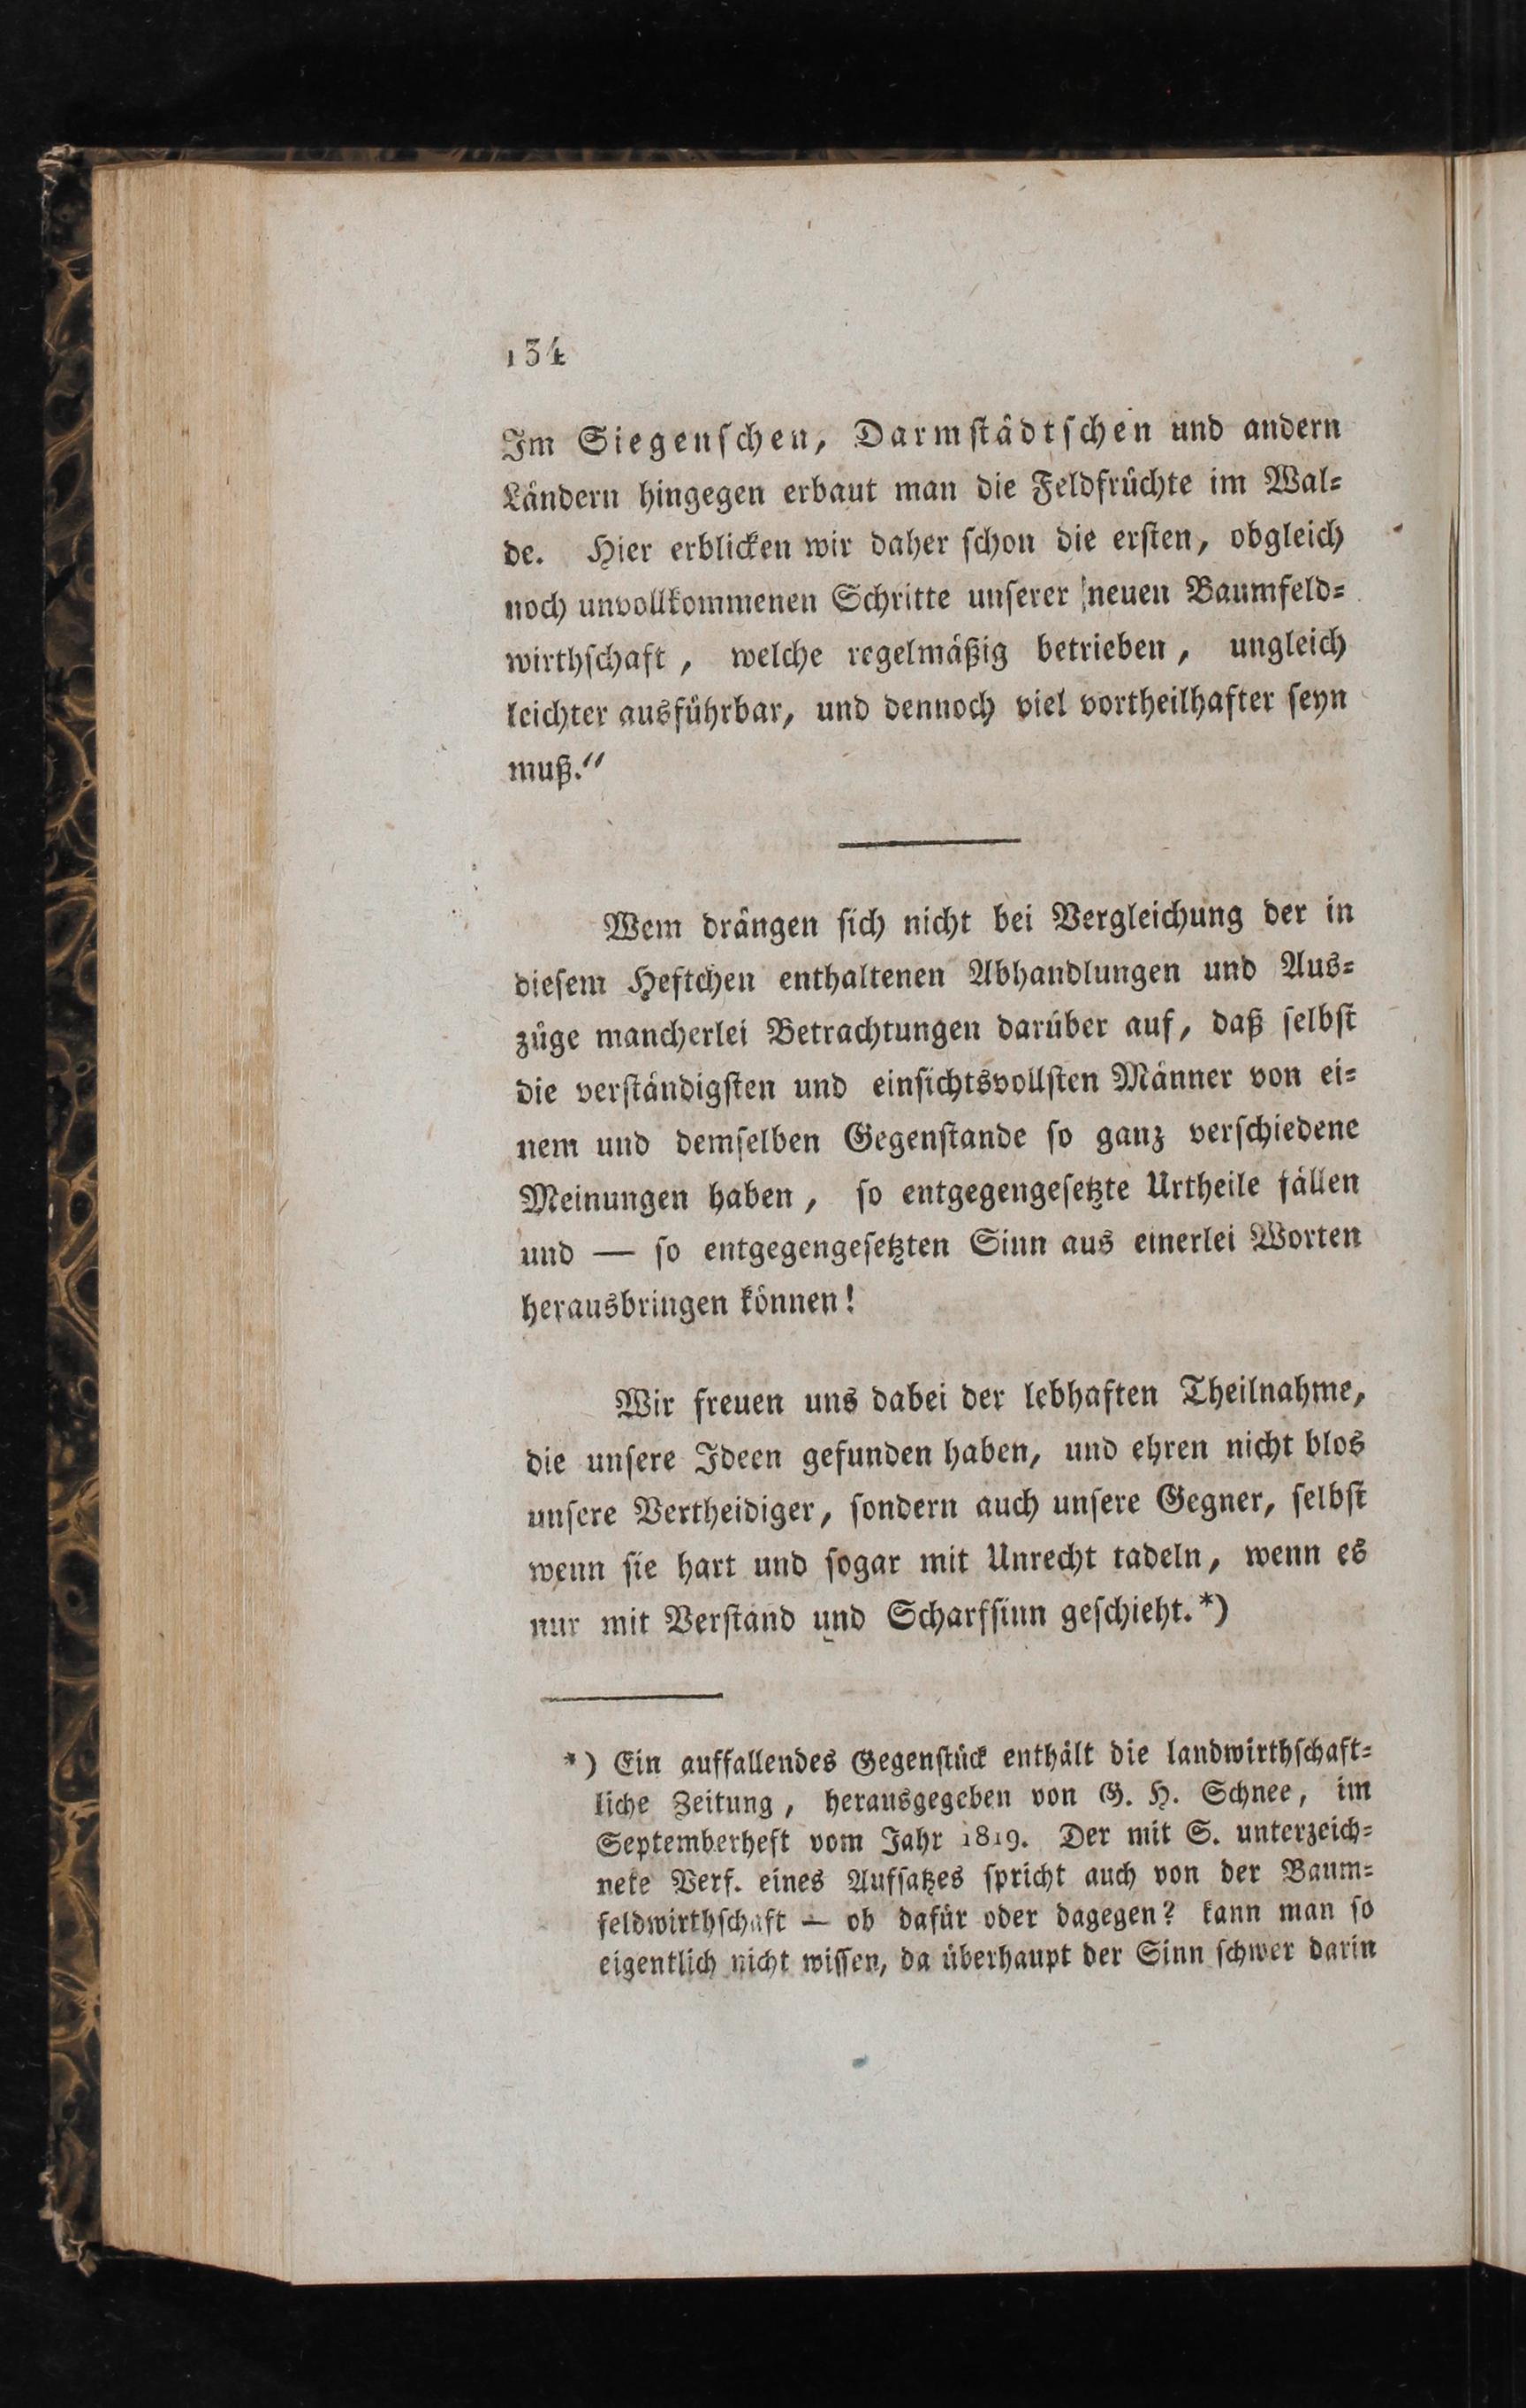 134
Im Siegenschen, Darmstädtschen und andern
Ländern hingegen erbaut man die Feldfrüchte im Wal=
de. Hier erblicken wir daher schon die ersten, obgleich
noch unvollkommenen Schritte unserer neuen Baumfeld=
wirthschaft, welche regelmäßig betrieben, ungleich
leichter ausführbar, und dennoch viel vortheilhafter seyn
muß.“
Wem drängen sich nicht bei Vergleichung der in
diesem Heftchen enthaltenen Abhandlungen und Aus=
züge mancherlei Betrachtungen darüber auf, daß selbst
die verständigsten und einsichtsvollsten Männer von ei=
nem und demselben Gegenstande so ganz verschiedene
Meinungen haben, so entgegengesetzte Urtheile fällen
und — so entgegengesetzten Sinn aus einerlei Worten
herausbringen können!
Wir freuen uns dabei der lebhaften Theilnahme,
die unsere Ideen gefunden haben, und ehren nicht blos
unsere Vertheidiger, sondern auch unsere Gegner, selbst
wenn sie hart und sogar mit Unrecht tadeln, wenn es
nur mit Verstand und Scharfsinn geschieht.*)
*) Ein auffallendes Gegenstück enthält die landwirthschaft=
liche Zeitung, herausgegeben von G. H. Schnee, im
Septemberheft vom Jahr 1819. Der mit S. unterzeich=
nete Verf. eines Aufsatzes spricht auch von der Baum=
feldwirthschaft — ob dafür oder dagegen? kann man so
eigentlich nicht wissen, da überhaupt der Sinn schwer darin